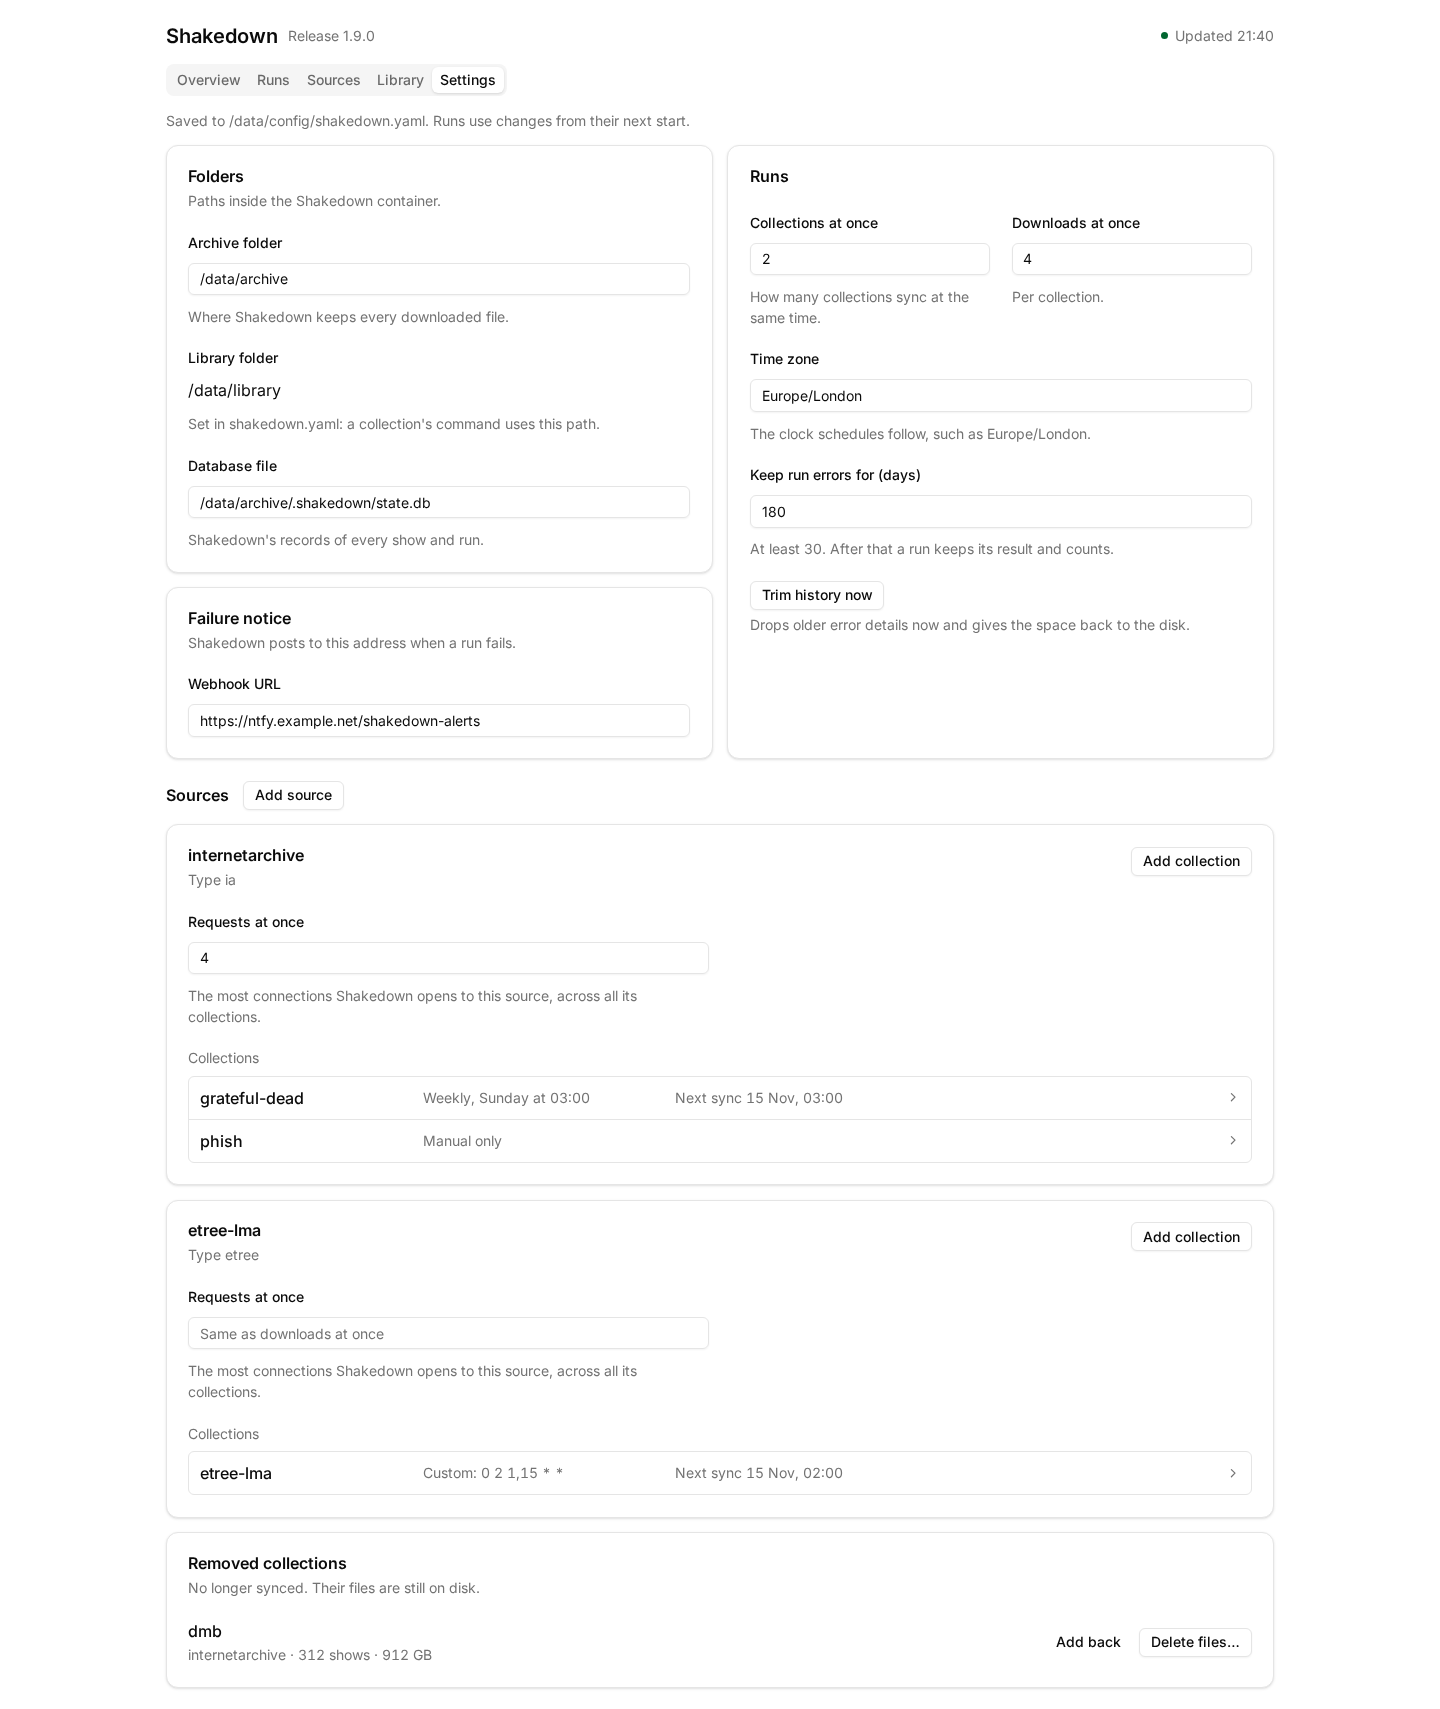 Shakedown Release 1.9.0
Updated 21:40
Overview Runs Sources Library Settings
Saved to /data/config/shakedown.yaml. Runs use changes from their next start.
Folders
Paths inside the Shakedown container.
Archive folder
/data/archive
Where Shakedown keeps every downloaded file.
Library folder
/data/library
Set in shakedown.yaml: a collection's command uses this path.
Database file
/data/archive/.shakedown/state.db
Shakedown's records of every show and run.
Failure notice
Shakedown posts to this address when a run fails.
Webhook URL
https://ntfy.example.net/shakedown-alerts
Runs
Collections at once
2
How many collections sync at the
same time.
Downloads at once
4
Per collection.
Time zone
Europe/London
The clock schedules follow, such as Europe/London.
Keep run errors for (days)
180
At least 30. After that a run keeps its result and counts.
Trim history now
Drops older error details now and gives the space back to the disk.
Sources
Add source
internetarchive
Type ia
Add collection
Requests at once
4
The most connections Shakedown opens to this source, across all its
collections.
Collections
grateful-dead Weekly, Sunday at 03:00 Next sync 15 Nov, 03:00
phish Manual only
etree-lma
Type etree
Add collection
Requests at once
Same as downloads at once
The most connections Shakedown opens to this source, across all its
collections.
Collections
etree-lma Custom: 0 2 1,15 * * Next sync 15 Nov, 02:00
Removed collections
No longer synced. Their files are still on disk.
dmb
internetarchive · 312 shows · 912 GB
Add back
Delete files…